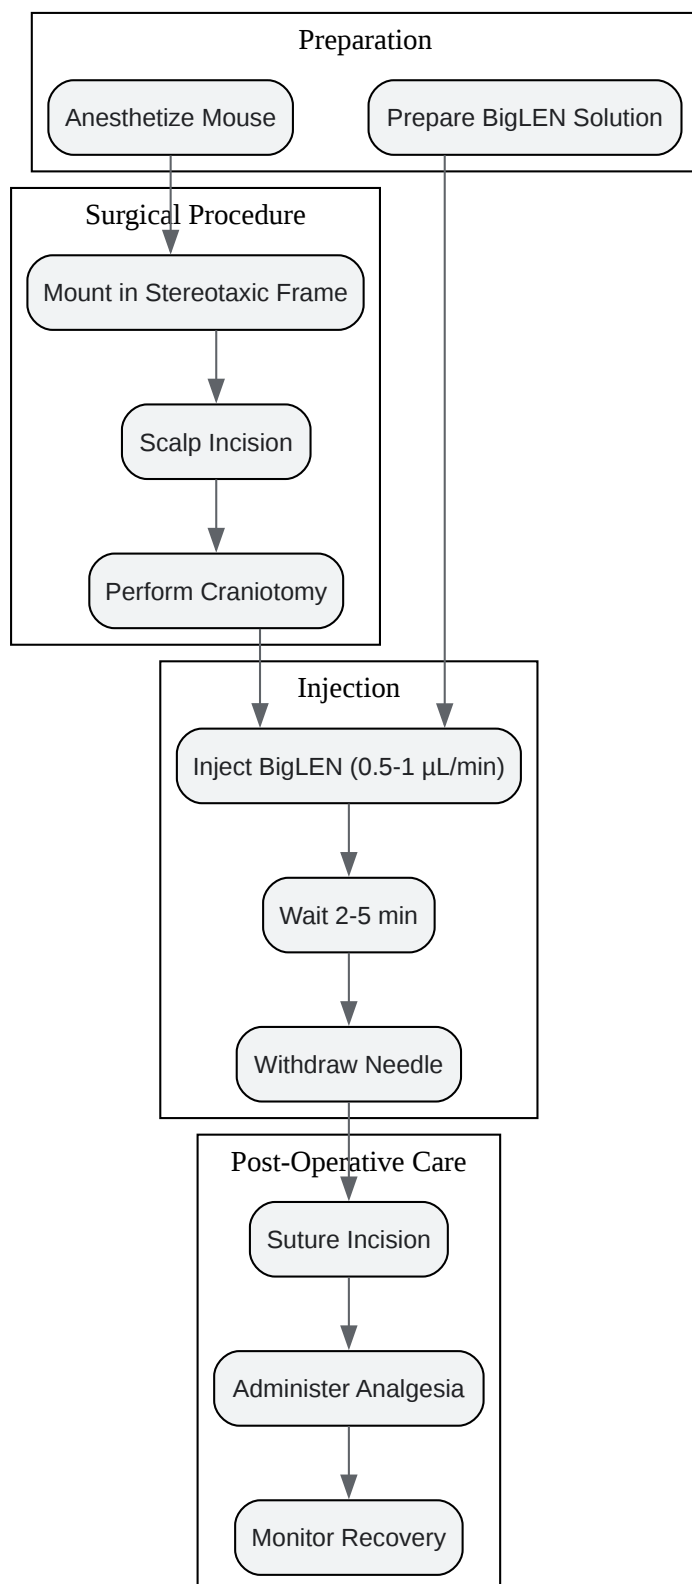 Preparation
Anesthetize Mouse
Prepare BigLEN Solution
Surgical Procedure
Mount in Stereotaxic Frame
Scalp Incision
Perform Craniotomy
Injection
Inject BigLEN (0.5-1 µL/min)
Wait 2-5 min
Withdraw Needle
Post-Operative Care
Suture Incision
Administer Analgesia
Monitor Recovery